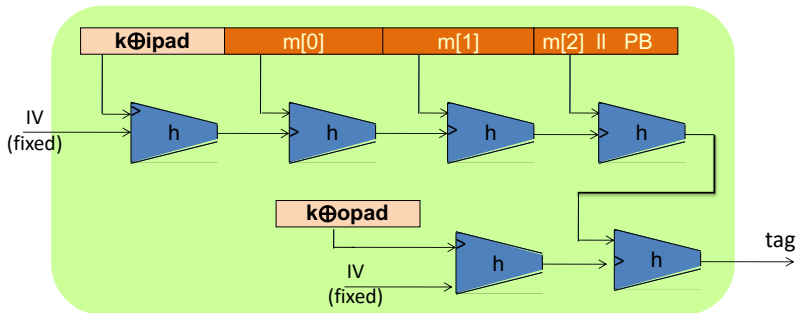 k⊕ipad m[0] m[1] m[2] ll PB
IV
(fixed)
h h h h
k⊕opad
IV
(fixed)
h h
tag